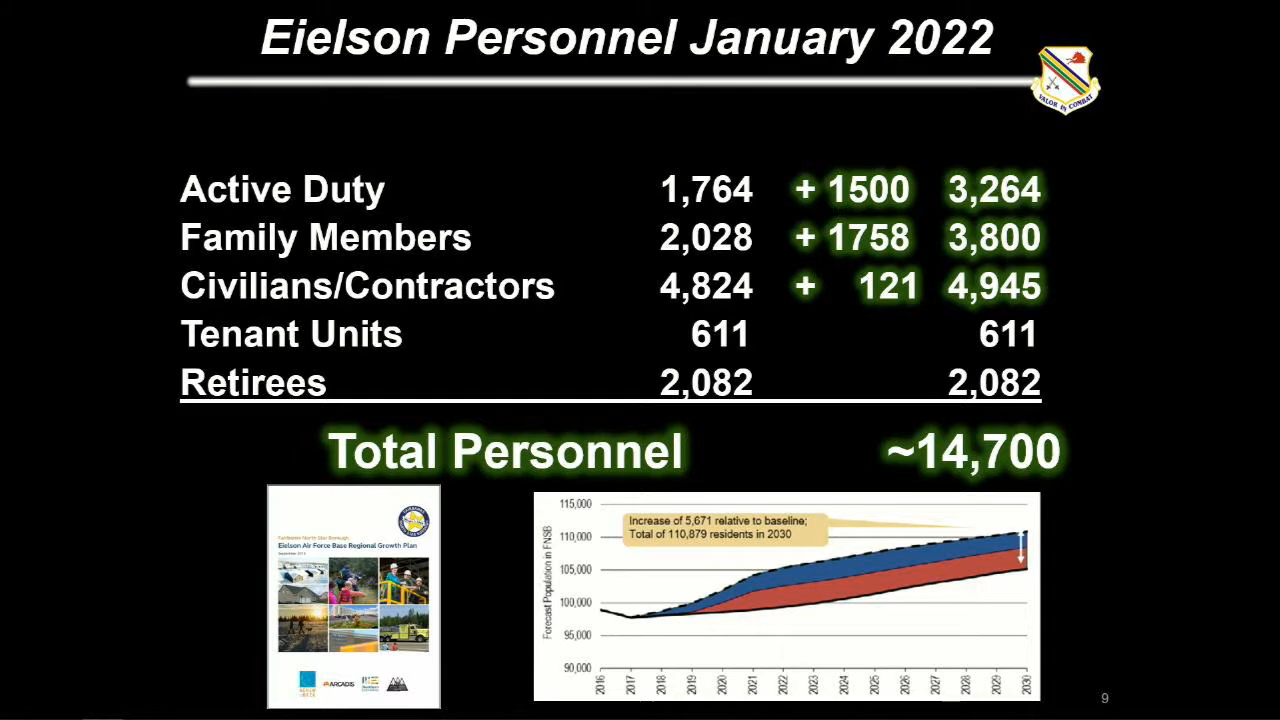 Eielson Personnel January 2022
VALOR IN COMBAT
Active Duty 1,764 + 1500 3,264
Family Members 2,028 + 1758 3,800
Civilians/Contractors 4,824 + 121 4,945
Tenant Units 611 611
Retirees 2,082 2,082
Total Personnel ~14,700
Fairbanks North Star Borough
Eielson Air Force Base Regional Growth Plan
ARCADIS
Forecast Population in FNSB
115,000
110,000
105,000
100,000
95,000
90,000
Increase of 5,671 relative to baseline;
Total of 110,879 residents in 2030
2016 2017 2018 2019 2020 2021 2022 2023 2024 2025 2026 2027 2028 2029 2030
9